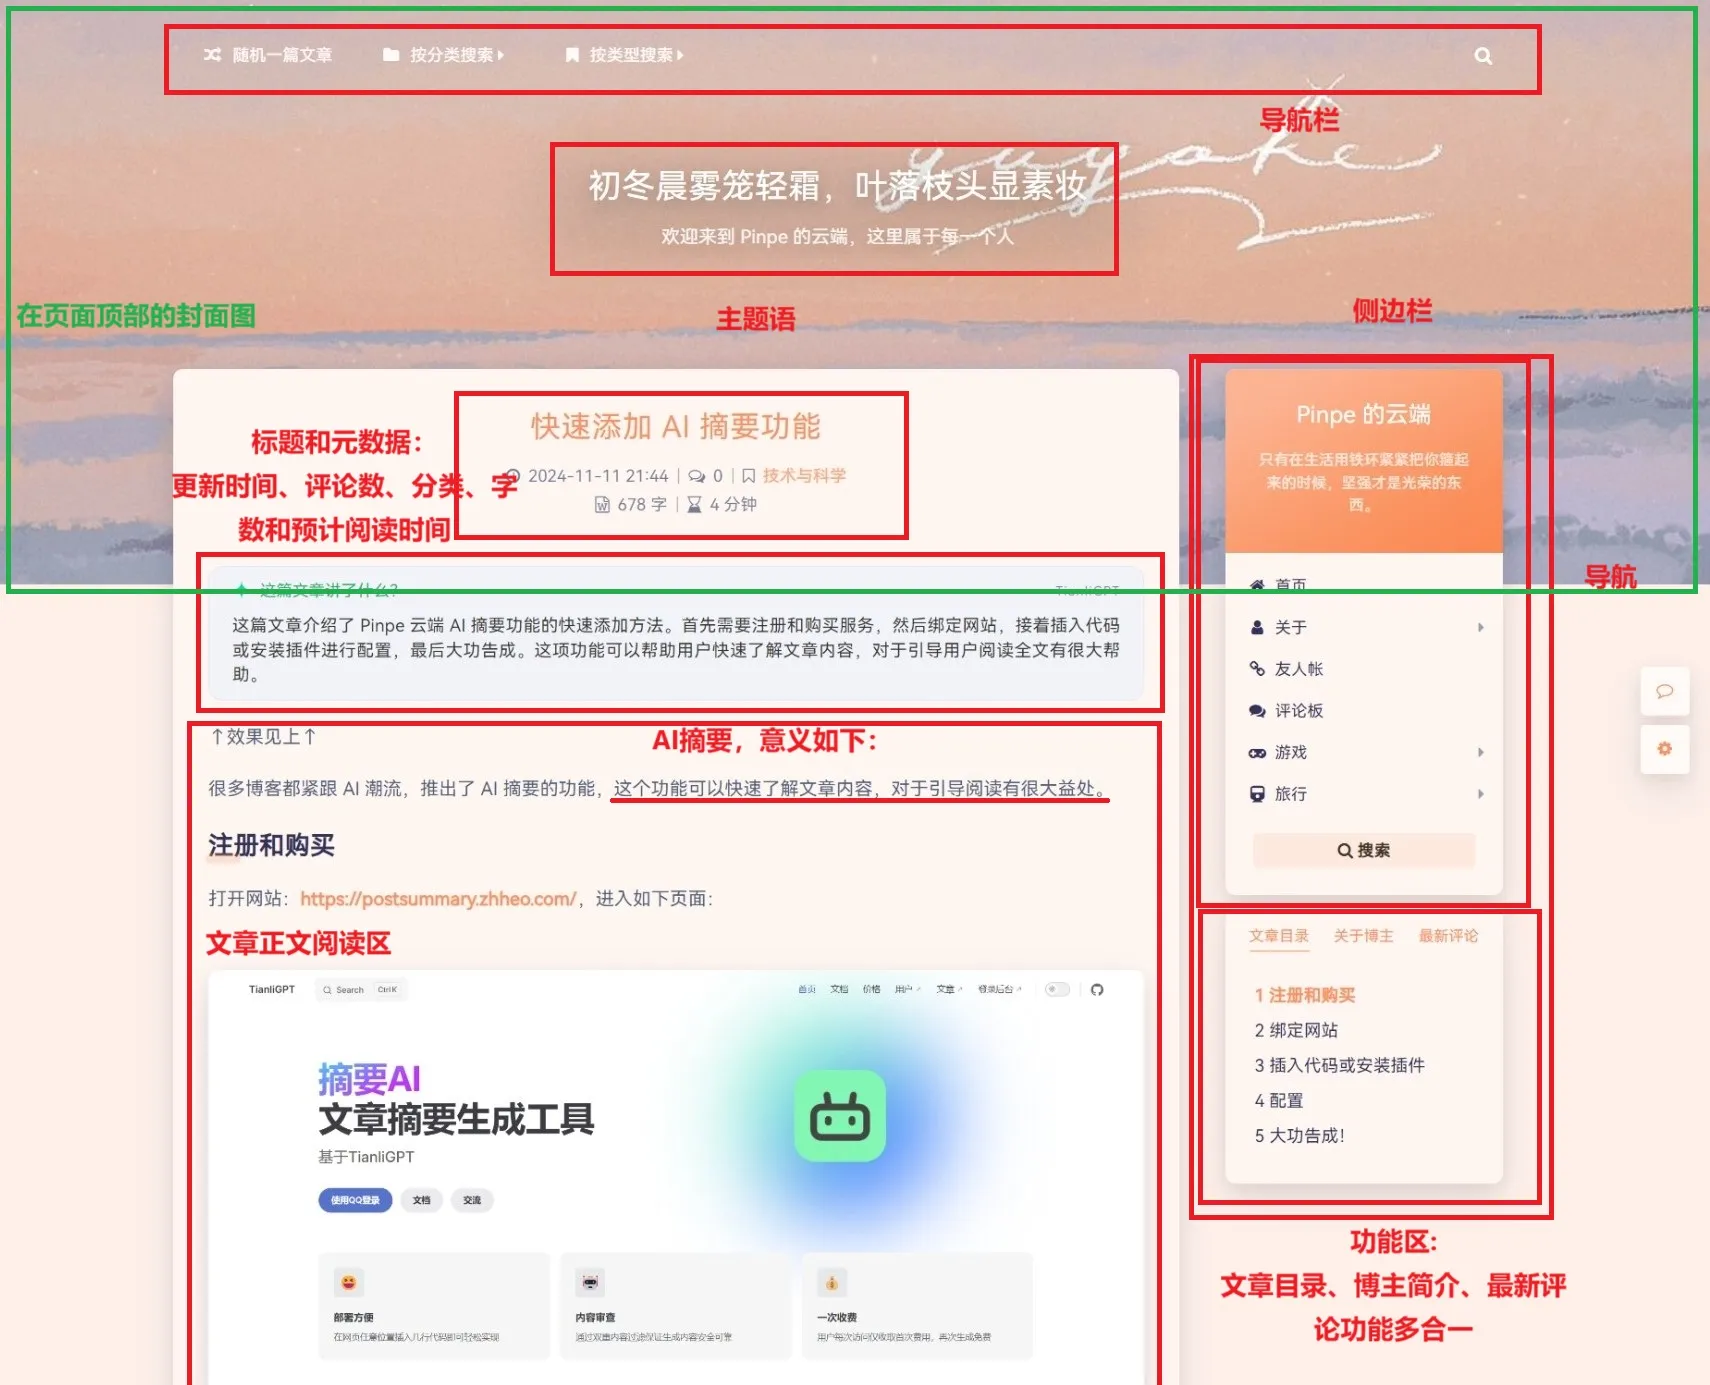 随机一篇文章 按分类搜索 按类型搜索
导航栏
yuyake
初冬晨雾笼轻霜，叶落枝头显素妆
欢迎来到 Pinpe 的云端，这里属于每一个人
在页面顶部的封面图
主题语
侧边栏
快速添加 AI 摘要功能
标题和元数据：
更新时间、评论数、分类、字
数和预计阅读时间
2024-11-11 21:44 | 0 | 技术与科学
678 字 | 4 分钟
这篇文章讲了什么？ TianliGPT
这篇文章介绍了 Pinpe 云端 AI 摘要功能的快速添加方法。首先需要注册和购买服务，然后绑定网站，接着插入代码
或安装插件进行配置，最后大功告成。这项功能可以帮助用户快速了解文章内容，对于引导用户阅读全文有很大帮
助。
↑效果见上↑
AI摘要，意义如下：
很多博客都紧跟 AI 潮流，推出了 AI 摘要的功能，这个功能可以快速了解文章内容，对于引导阅读有很大益处。
注册和购买
打开网站：https://postsummary.zhheo.com/，进入如下页面：
文章正文阅读区
TianliGPT Search Ctrl K 首页 文档 价格 用户 文章 登录后台
摘要AI
文章摘要生成工具
基于TianliGPT
使用QQ登录 文档 交流
部署方便
在网页任意位置插入几行代码即可轻松实现
内容审查
通过双重内容过滤保证生成内容安全可靠
一次收费
用户每次访问仅收取首次费用，再次生成免费
Pinpe 的云端
只有在生活用铁环紧紧把你箍起
来的时候，坚强才是光荣的东
西。
首页
导航
关于
友人帐
评论板
游戏
旅行
搜索
文章目录 关于博主 最新评论
1 注册和购买
2 绑定网站
3 插入代码或安装插件
4 配置
5 大功告成！
功能区：
文章目录、博主简介、最新评
论功能多合一